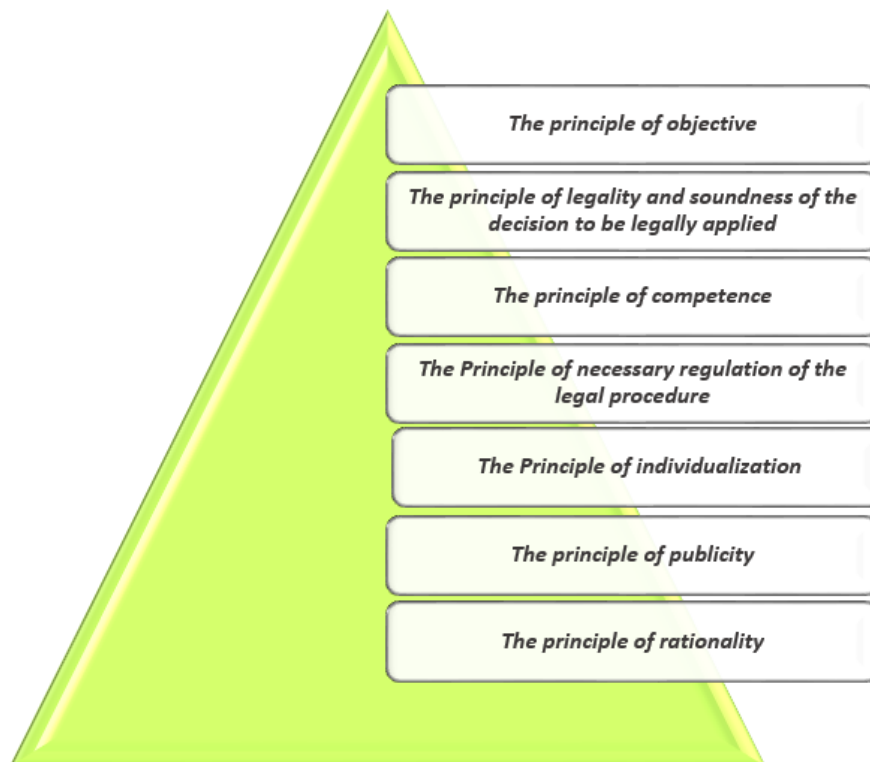 The principle of objective
The principle of legality and soundness of the
decision to be legally applied
The principle of competence
The Principle of necessary regulation of the
legal procedure
The Principle of individualization
The principle of publicity
The principle of rationality